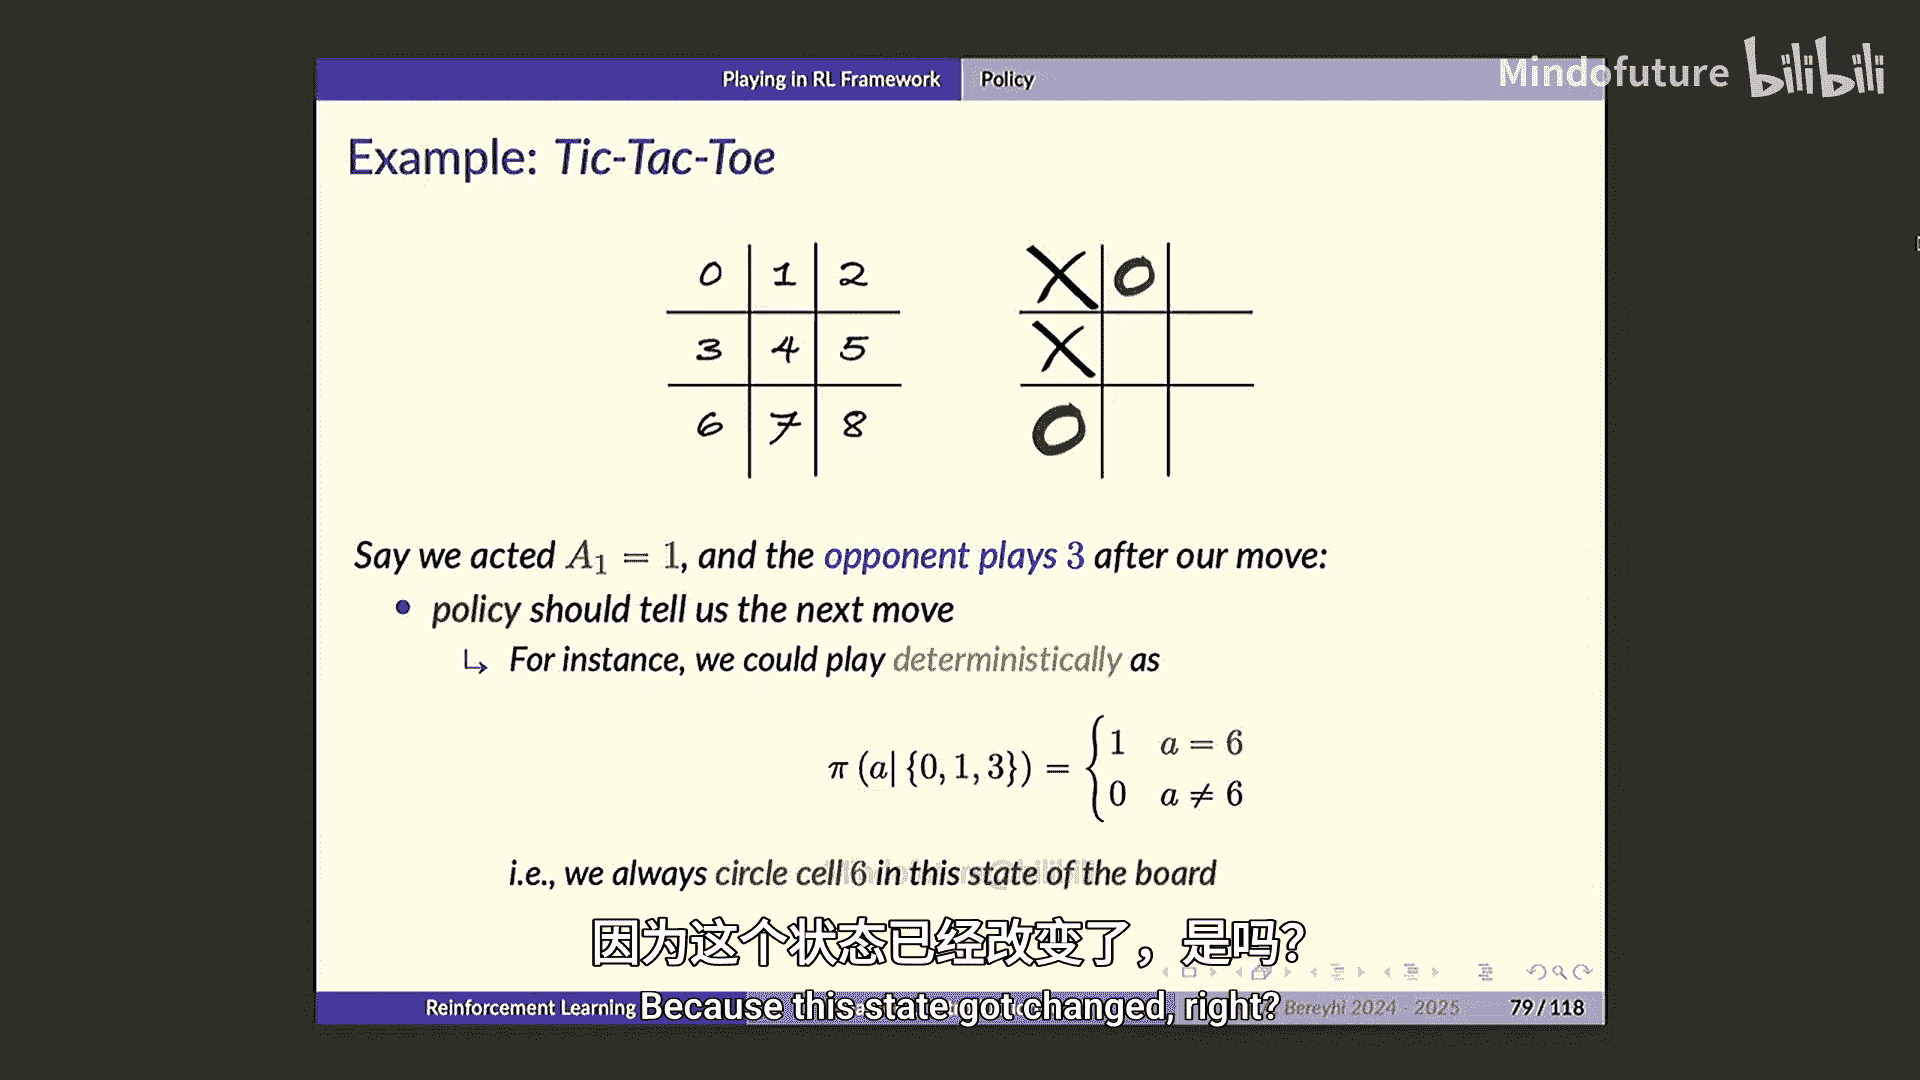 Playing in RL Framework Policy
Mindofuture bilibili
Example: Tic-Tac-Toe
0 1 2 X O
3 4 5 X
6 7 8 O
Say we acted A₁ = 1, and the opponent plays 3 after our move:
• policy should tell us the next move
↳ For instance, we could play deterministically as
π (a| {0, 1, 3}) = { 1 a = 6
0 a ≠ 6
i.e., we always circle cell 6 in this state of the board
因为这个状态已经改变了，是吗？
Because this state got changed, right?
Reinforcement Learning Bereyhi 2024 - 2025 79 / 118